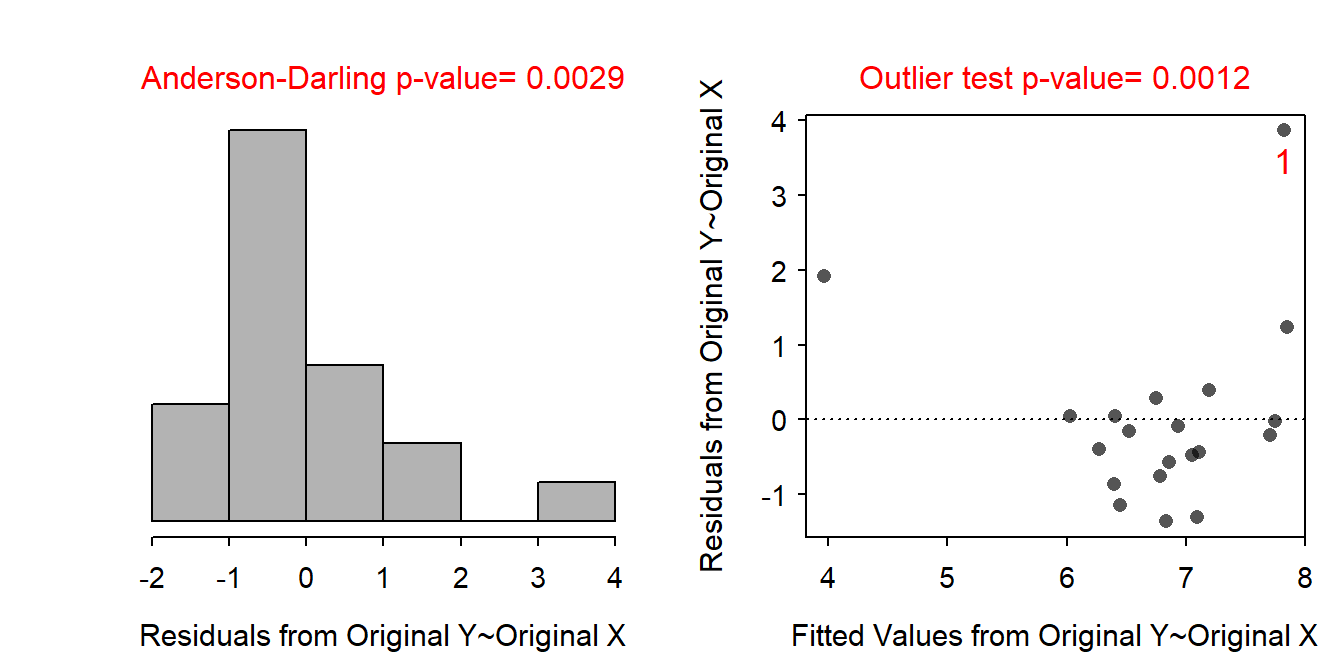 Anderson-Darling p-value= 0.0029
-2 -1 0 1 2 3 4
Residuals from Original Y~Original X
Outlier test p-value= 0.0012
Residuals from Original Y~Original X
4
3
2
1
0
-1
1
4 5 6 7 8
Fitted Values from Original Y~Original X